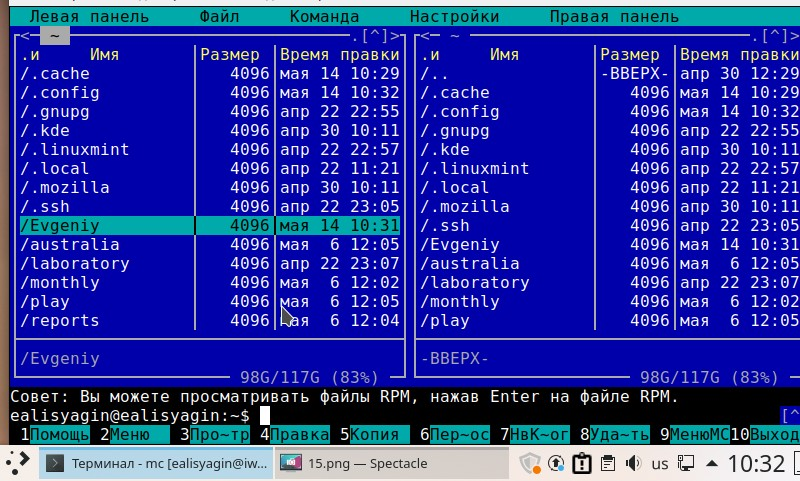 Левая панель Файл Команда Настройки Правая панель
<─ ~ .[^]> <─ ~ .[^]>
.и Имя Размер Время правки .и Имя Размер Время правки
/.cache 4096 мая 14 10:29 /.. -ВВЕРХ- апр 30 12:29
/.config 4096 мая 14 10:32 /.cache 4096 мая 14 10:29
/.gnupg 4096 апр 22 22:55 /.config 4096 мая 14 10:32
/.kde 4096 апр 30 10:11 /.gnupg 4096 апр 22 22:55
/.linuxmint 4096 апр 22 22:57 /.kde 4096 апр 30 10:11
/.local 4096 апр 22 11:21 /.linuxmint 4096 апр 22 22:57
/.mozilla 4096 апр 30 10:11 /.local 4096 апр 22 11:21
/.ssh 4096 апр 22 23:05 /.mozilla 4096 апр 30 10:11
/Evgeniy 4096 мая 14 10:31 /.ssh 4096 апр 22 23:05
/australia 4096 мая 6 12:05 /Evgeniy 4096 мая 14 10:31
/laboratory 4096 апр 22 23:07 /australia 4096 мая 6 12:05
/monthly 4096 мая 6 12:02 /laboratory 4096 апр 22 23:07
/play 4096 мая 6 12:05 /monthly 4096 мая 6 12:02
/reports 4096 мая 6 12:04 /play 4096 мая 6 12:05
/Evgeniy -ВВЕРХ-
98G/117G (83%) 98G/117G (83%)
Совет: Вы можете просматривать файлы RPM, нажав Enter на файле RPM.
ealisyagin@ealisyagin:~$ [^
1Помощь 2Меню 3Про~тр 4Правка 5Копия 6Пер~ос 7НвК~ог 8Уда~ть 9МенюMC 10Выход
Терминал - mc [ealisyagin@iw... 15.png — Spectacle us 10:32